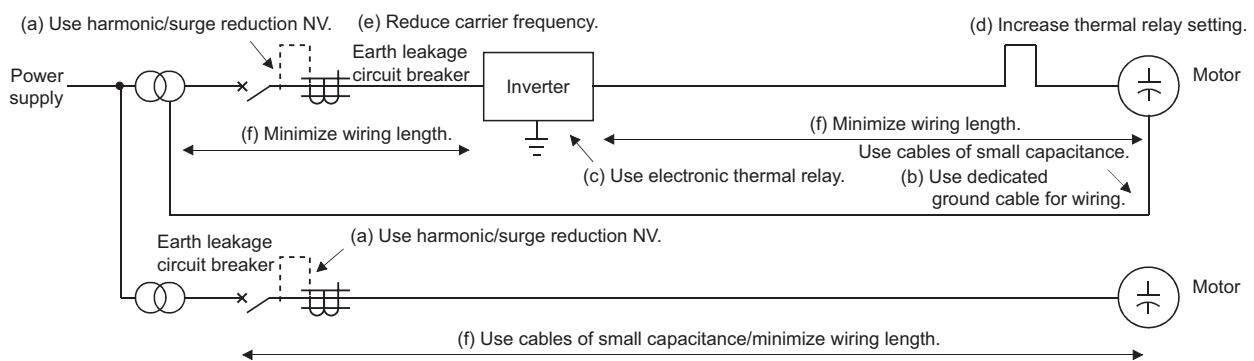 (a) Use harmonic/surge reduction NV.
(e) Reduce carrier frequency.
(d) Increase thermal relay setting.
Earth leakage
circuit breaker
Power
supply
Inverter
Motor
(f) Minimize wiring length.
(f) Minimize wiring length.
Use cables of small capacitance.
(c) Use electronic thermal relay.
(b) Use dedicated
ground cable for wiring.
Earth leakage
circuit breaker
(a) Use harmonic/surge reduction NV.
Motor
(f) Use cables of small capacitance/minimize wiring length.